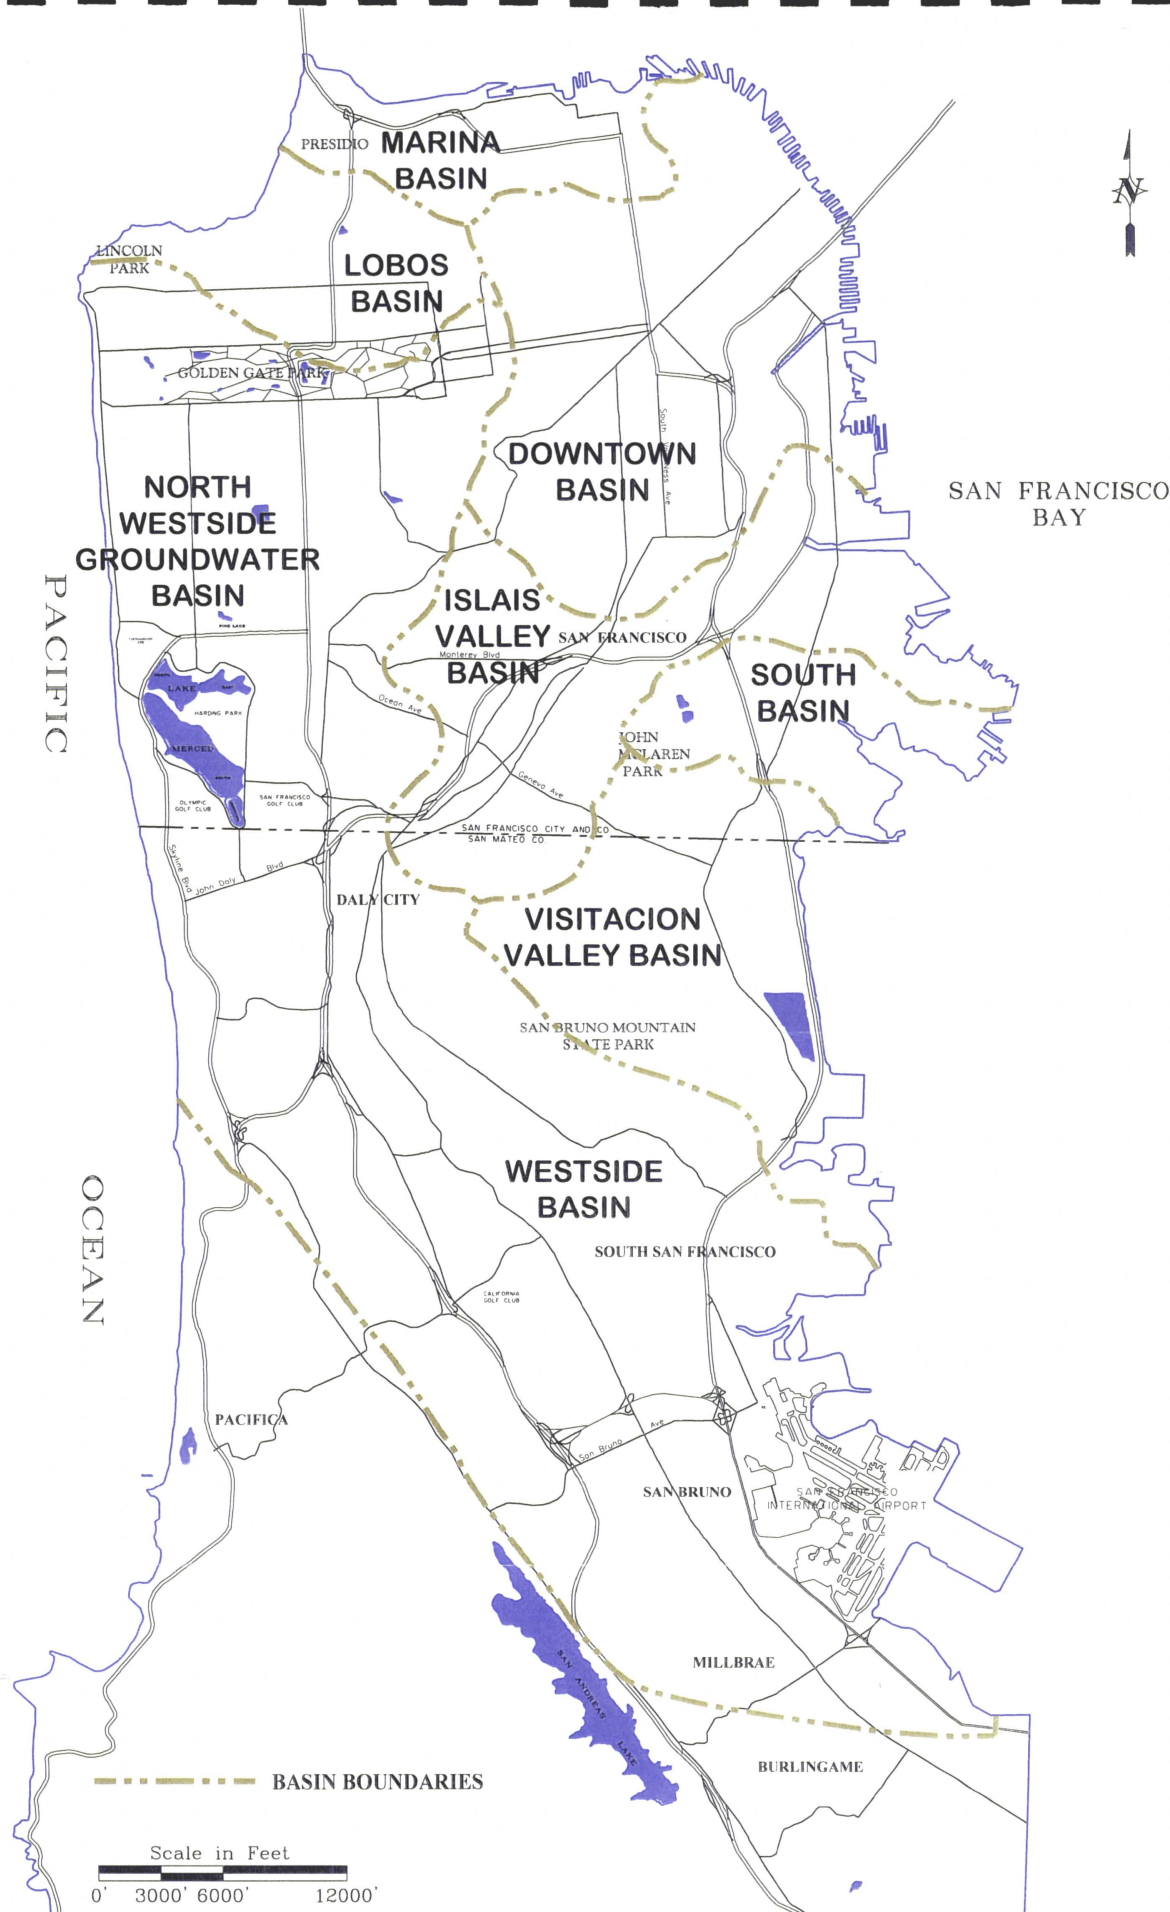 PRESIDIO
MARINA
BASIN
N
LINCOLN
PARK
LOBOS
BASIN
GOLDEN GATE PARK
South Van Ness Ave
DOWNTOWN
BASIN
SAN FRANCISCO
BAY
NORTH
WESTSIDE
GROUNDWATER
BASIN
PACIFIC
OCEAN
PINE LAKE
ISLAIS
VALLEY
BASIN
SAN FRANCISCO
Monterey Blvd
Ocean Ave
SOUTH
BASIN
LAKE
EAST
HARDING PARK
MERCED
SOUTH
JOHN
MCLAREN
PARK
Geneva Ave
OLYMPIC
GOLF CLUB
SAN FRANCISCO
GOLF CLUB
SAN FRANCISCO CITY AND CO
SAN MATEO CO.
Skyline Blvd
John Daly Blvd
DALY CITY
VISITACION
VALLEY BASIN
SAN BRUNO MOUNTAIN
STATE PARK
WESTSIDE
BASIN
SOUTH SAN FRANCISCO
CALIFORNIA
GOLF CLUB
PACIFICA
San Bruno Ave
SAN BRUNO
SAN FRANCISCO
INTERNATIONAL AIRPORT
SAN ANDREAS LAKE
MILLBRAE
BURLINGAME
BASIN BOUNDARIES
Scale in Feet
0' 3000' 6000' 12000'